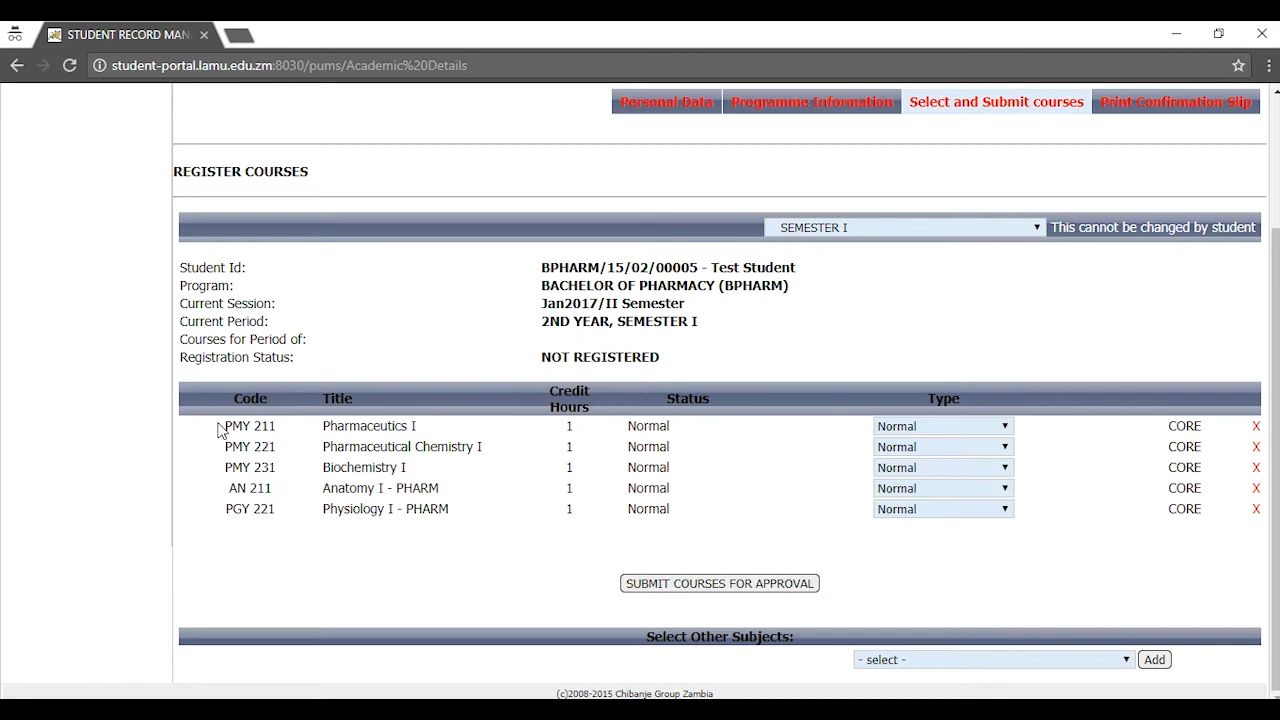 STUDENT RECORD MAN
student-portal.lamu.edu.zm:8030/pums/Academic%20Details
Personal Data Programme Information Select and Submit courses Print Confirmation Slip
REGISTER COURSES
SEMESTER I This cannot be changed by student
Student Id: BPHARM/15/02/00005 - Test Student
Program: BACHELOR OF PHARMACY (BPHARM)
Current Session: Jan2017/II Semester
Current Period: 2ND YEAR, SEMESTER I
Courses for Period of:
Registration Status: NOT REGISTERED
Code Title Credit Hours Status Type
PMY 211 Pharmaceutics I 1 Normal Normal CORE X
PMY 221 Pharmaceutical Chemistry I 1 Normal Normal CORE X
PMY 231 Biochemistry I 1 Normal Normal CORE X
AN 211 Anatomy I - PHARM 1 Normal Normal CORE X
PGY 221 Physiology I - PHARM 1 Normal Normal CORE X
SUBMIT COURSES FOR APPROVAL
Select Other Subjects:
- select - Add
(c)2008-2015 Chibanje Group Zambia